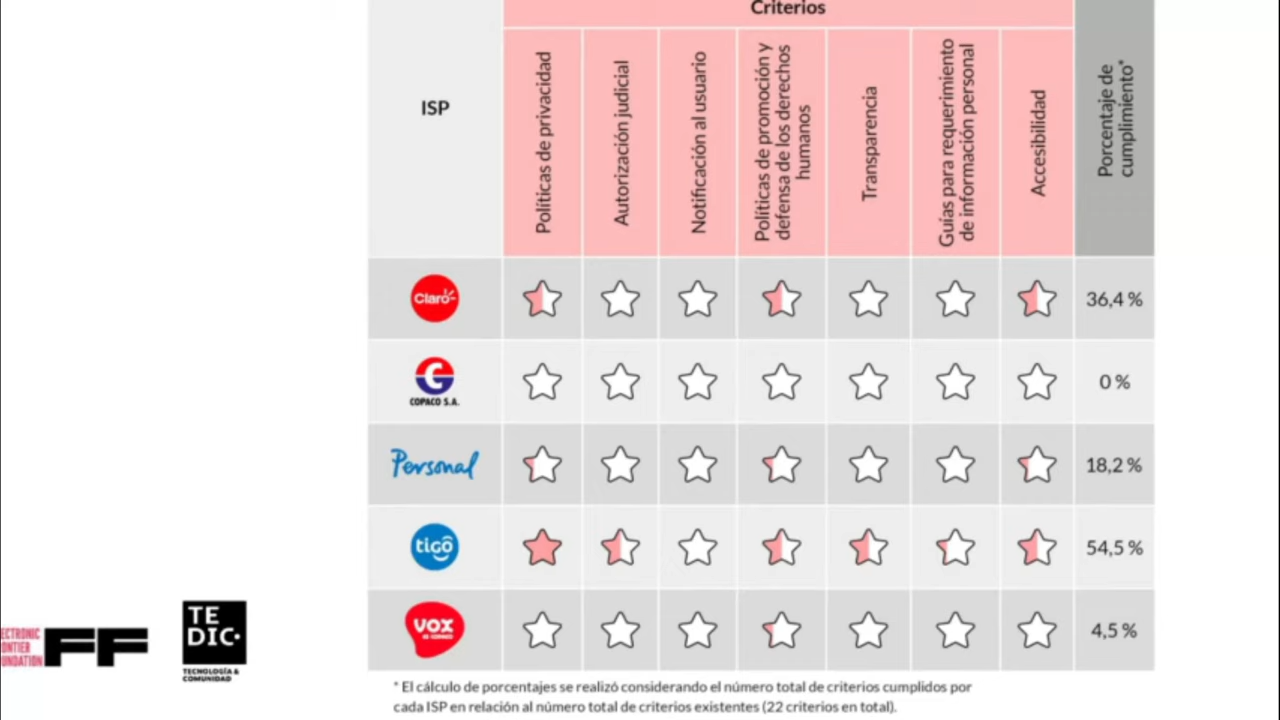 Criterios
ISP
Políticas de privacidad
Autorización judicial
Notificación al usuario
Políticas de promoción y
defensa de los derechos
humanos
Transparencia
Guías para requerimiento
de información personal
Accesibilidad
Porcentaje de
cumplimiento*
Claro
36,4 %
COPACO S.A.
0 %
Personal
18,2 %
tigo
54,5 %
VOX
4,5 %
ECTRONIC
ONTIER
UNDATION
EFF
TE
DIC
TECNOLOGÍA &
COMUNIDAD
* El cálculo de porcentajes se realizó considerando el número total de criterios cumplidos por
cada ISP en relación al número total de criterios existentes (22 criterios en total).